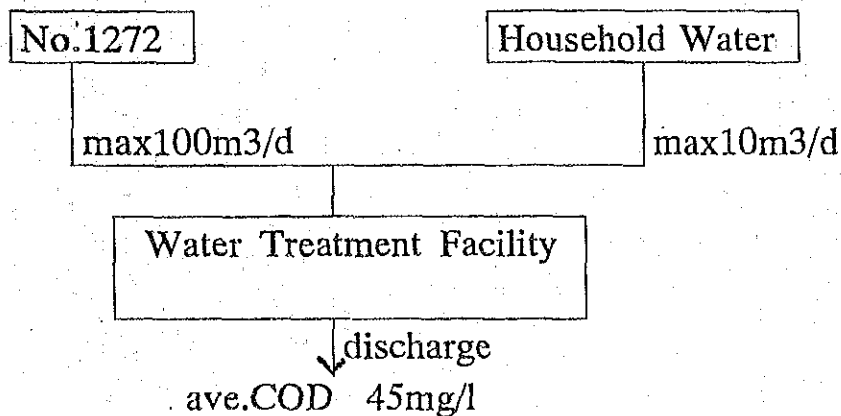 No.1272
Household Water
max100m3/d
max10m3/d
Water Treatment Facility
discharge
ave.COD 45mg/l